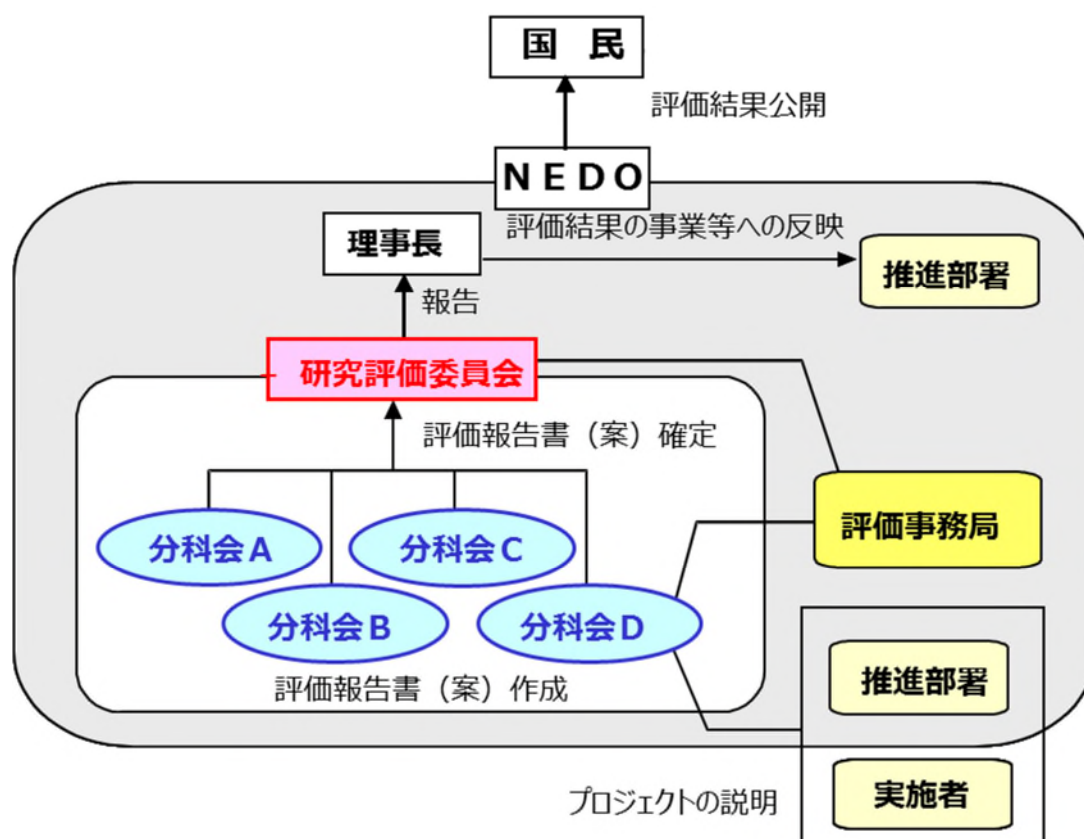 国 民
評価結果公開
NEDO
評価結果の事業等への反映
理事長
推進部署
報告
研究評価委員会
評価報告書（案）確定
評価事務局
分科会A
分科会C
分科会B
分科会D
推進部署
評価報告書（案）作成
実施者
プロジェクトの説明